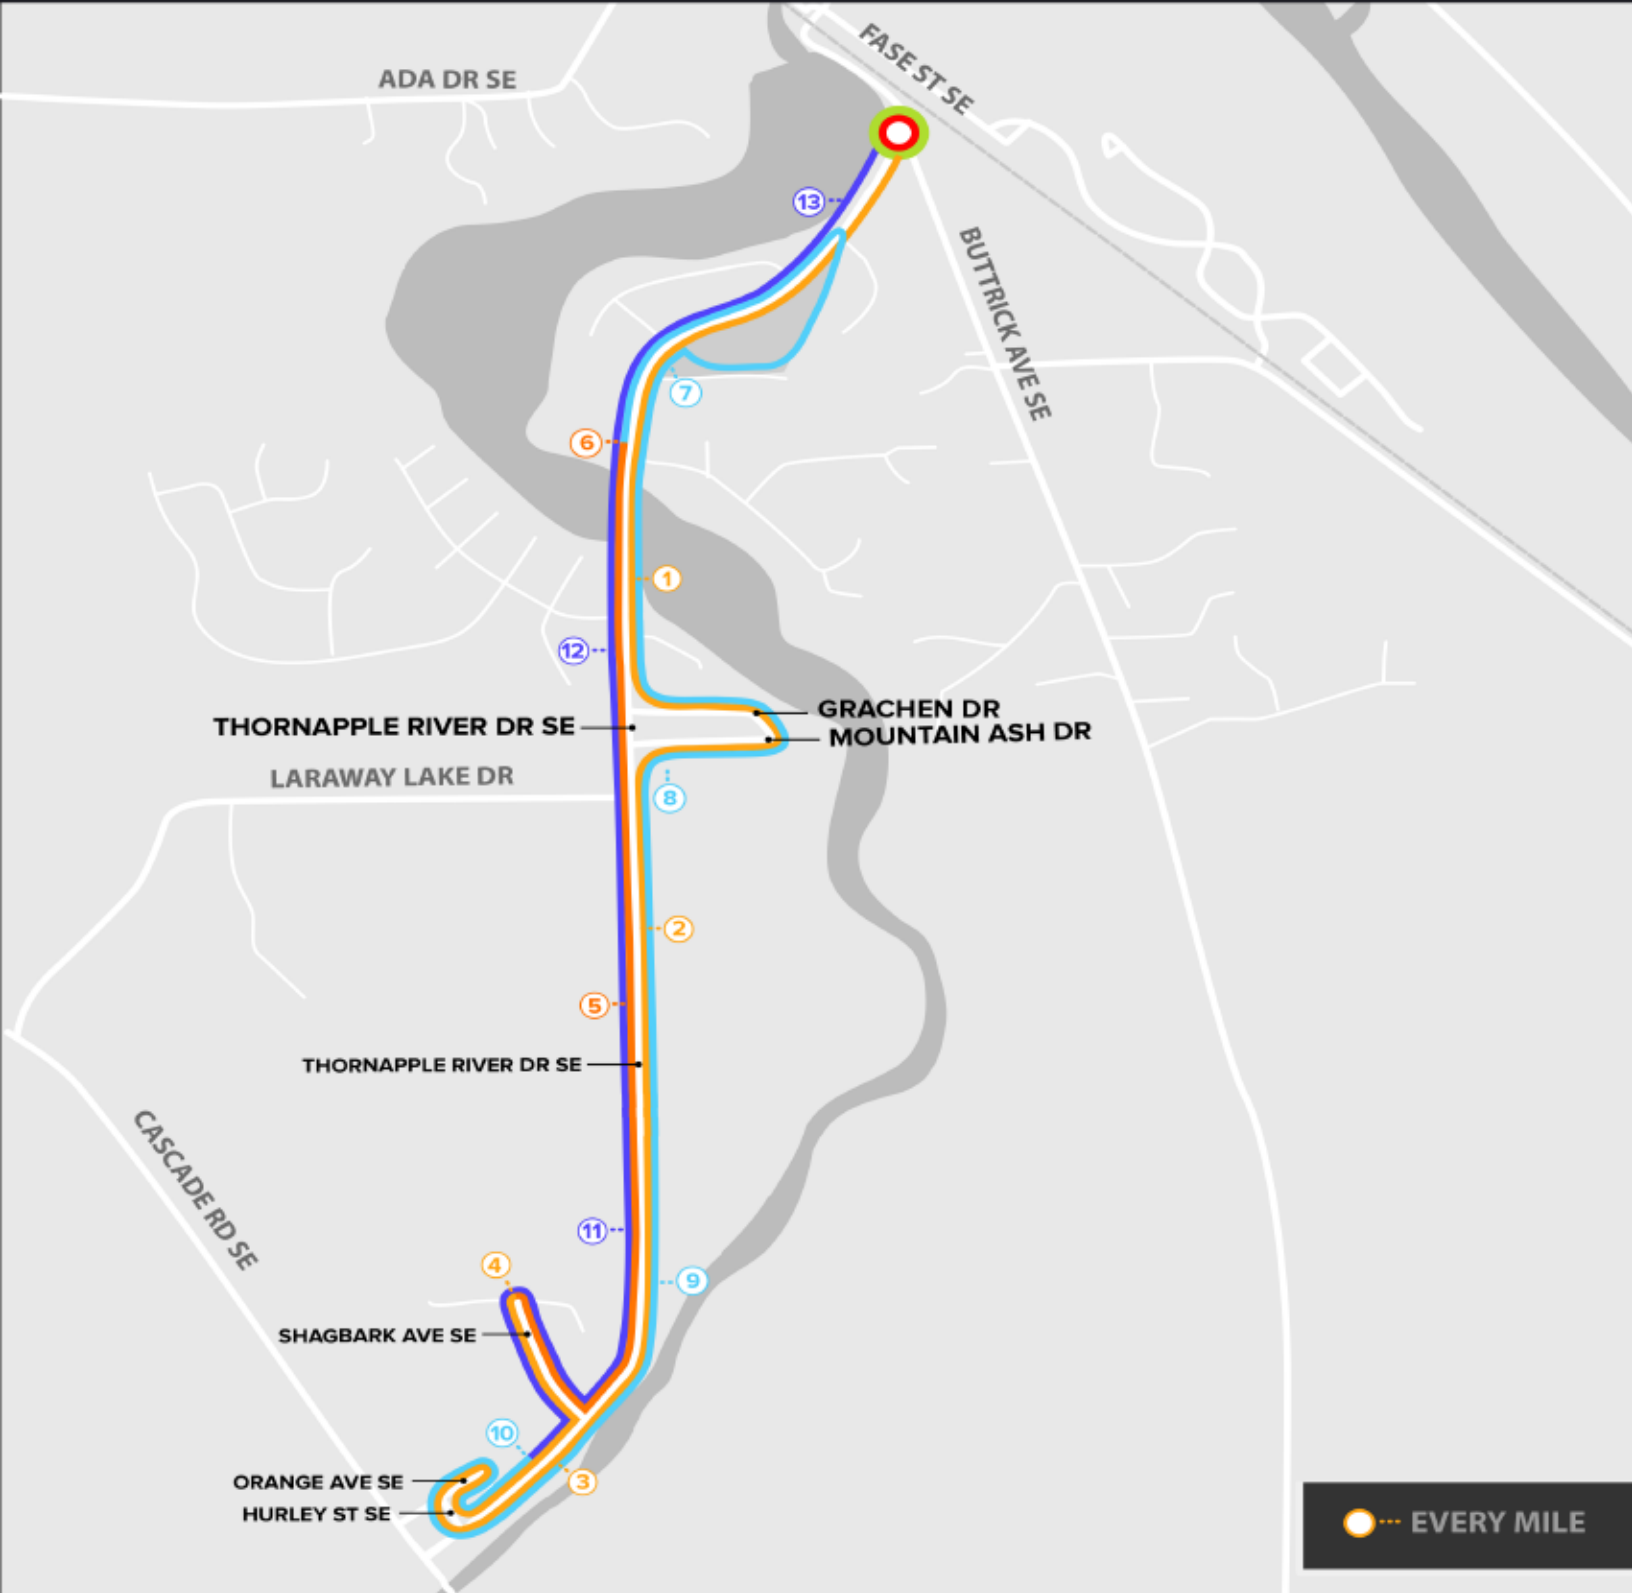 FASE ST SE
ADA DR SE
13
BUTTRICK AVE SE
7
6
1
12
GRACHEN DR
THORNAPPLE RIVER DR SE
MOUNTAIN ASH DR
LARAWAY LAKE DR
8
2
5
THORNAPPLE RIVER DR SE
CASCADE RD SE
11
4
9
SHAGBARK AVE SE
10
ORANGE AVE SE
3
HURLEY ST SE
EVERY MILE